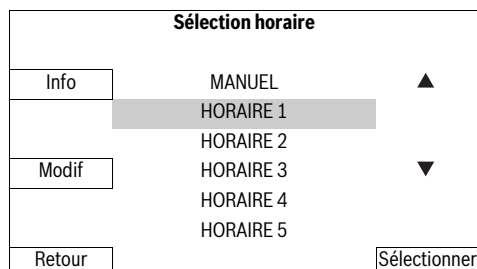 Sélection horaire
Info MANUEL ▲
HORAIRE 1
HORAIRE 2
Modif HORAIRE 3 ▼
HORAIRE 4
HORAIRE 5
Retour Sélectionner